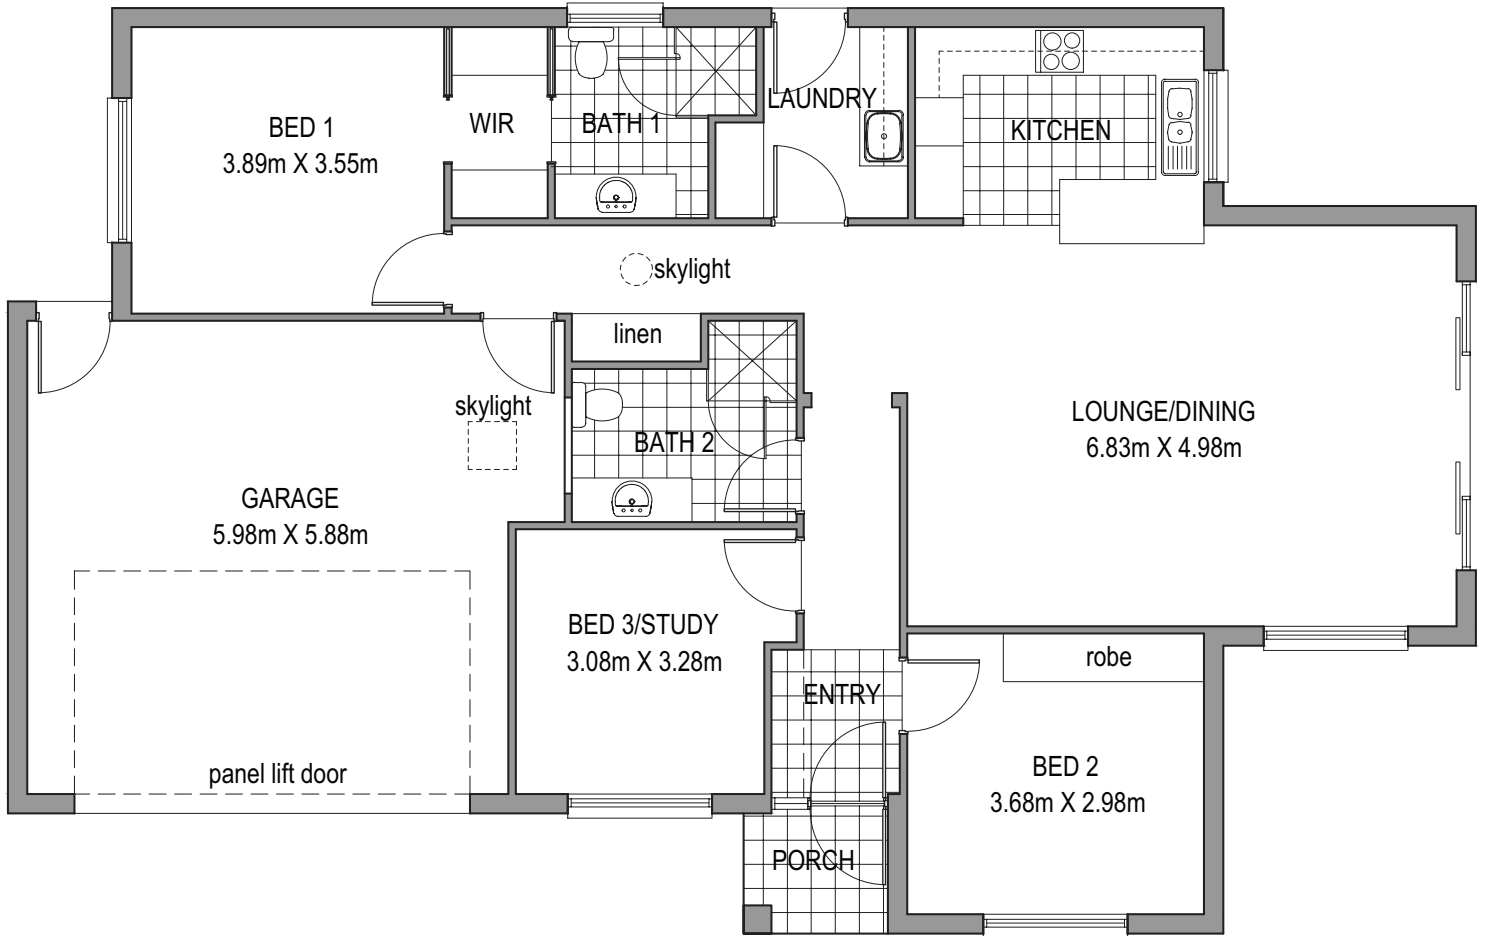 BED 1
3.89m X 3.55m
WIR
BATH 1
LAUNDRY
KITCHEN
skylight
linen
skylight
BATH 2
LOUNGE/DINING
6.83m X 4.98m
GARAGE
5.98m X 5.88m
BED 3/STUDY
3.08m X 3.28m
robe
ENTRY
panel lift door
BED 2
3.68m X 2.98m
PORCH